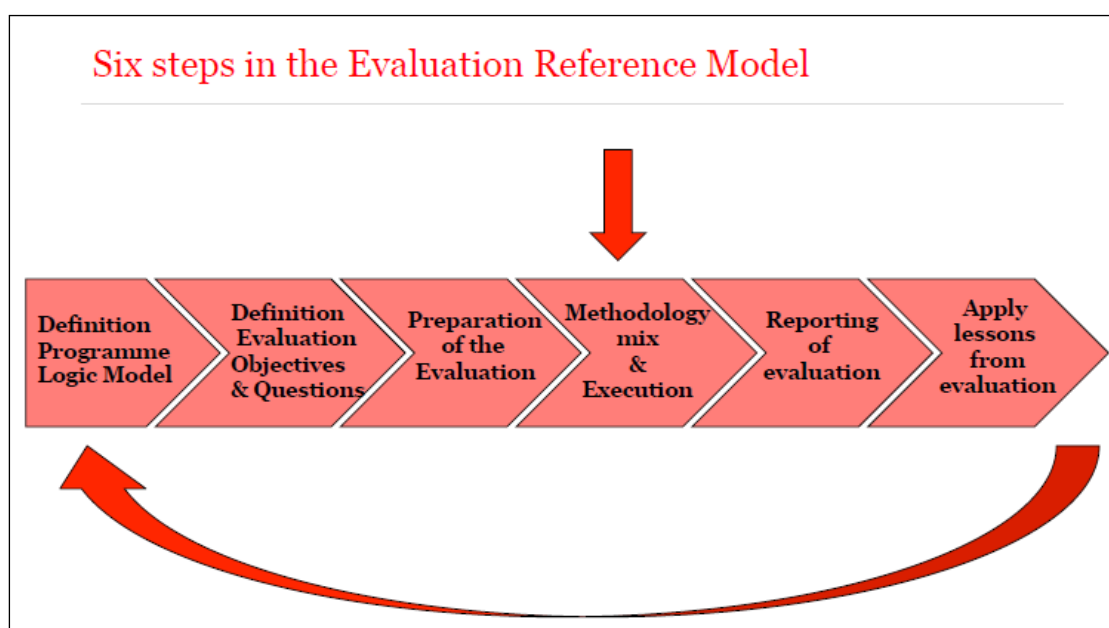 Six steps in the Evaluation Reference Model
Definition
Programme
Logic Model
Definition
Evaluation
Objectives
& Questions
Preparation
of the
Evaluation
Methodology
mix
&
Execution
Reporting
of
evaluation
Apply
lessons
from
evaluation